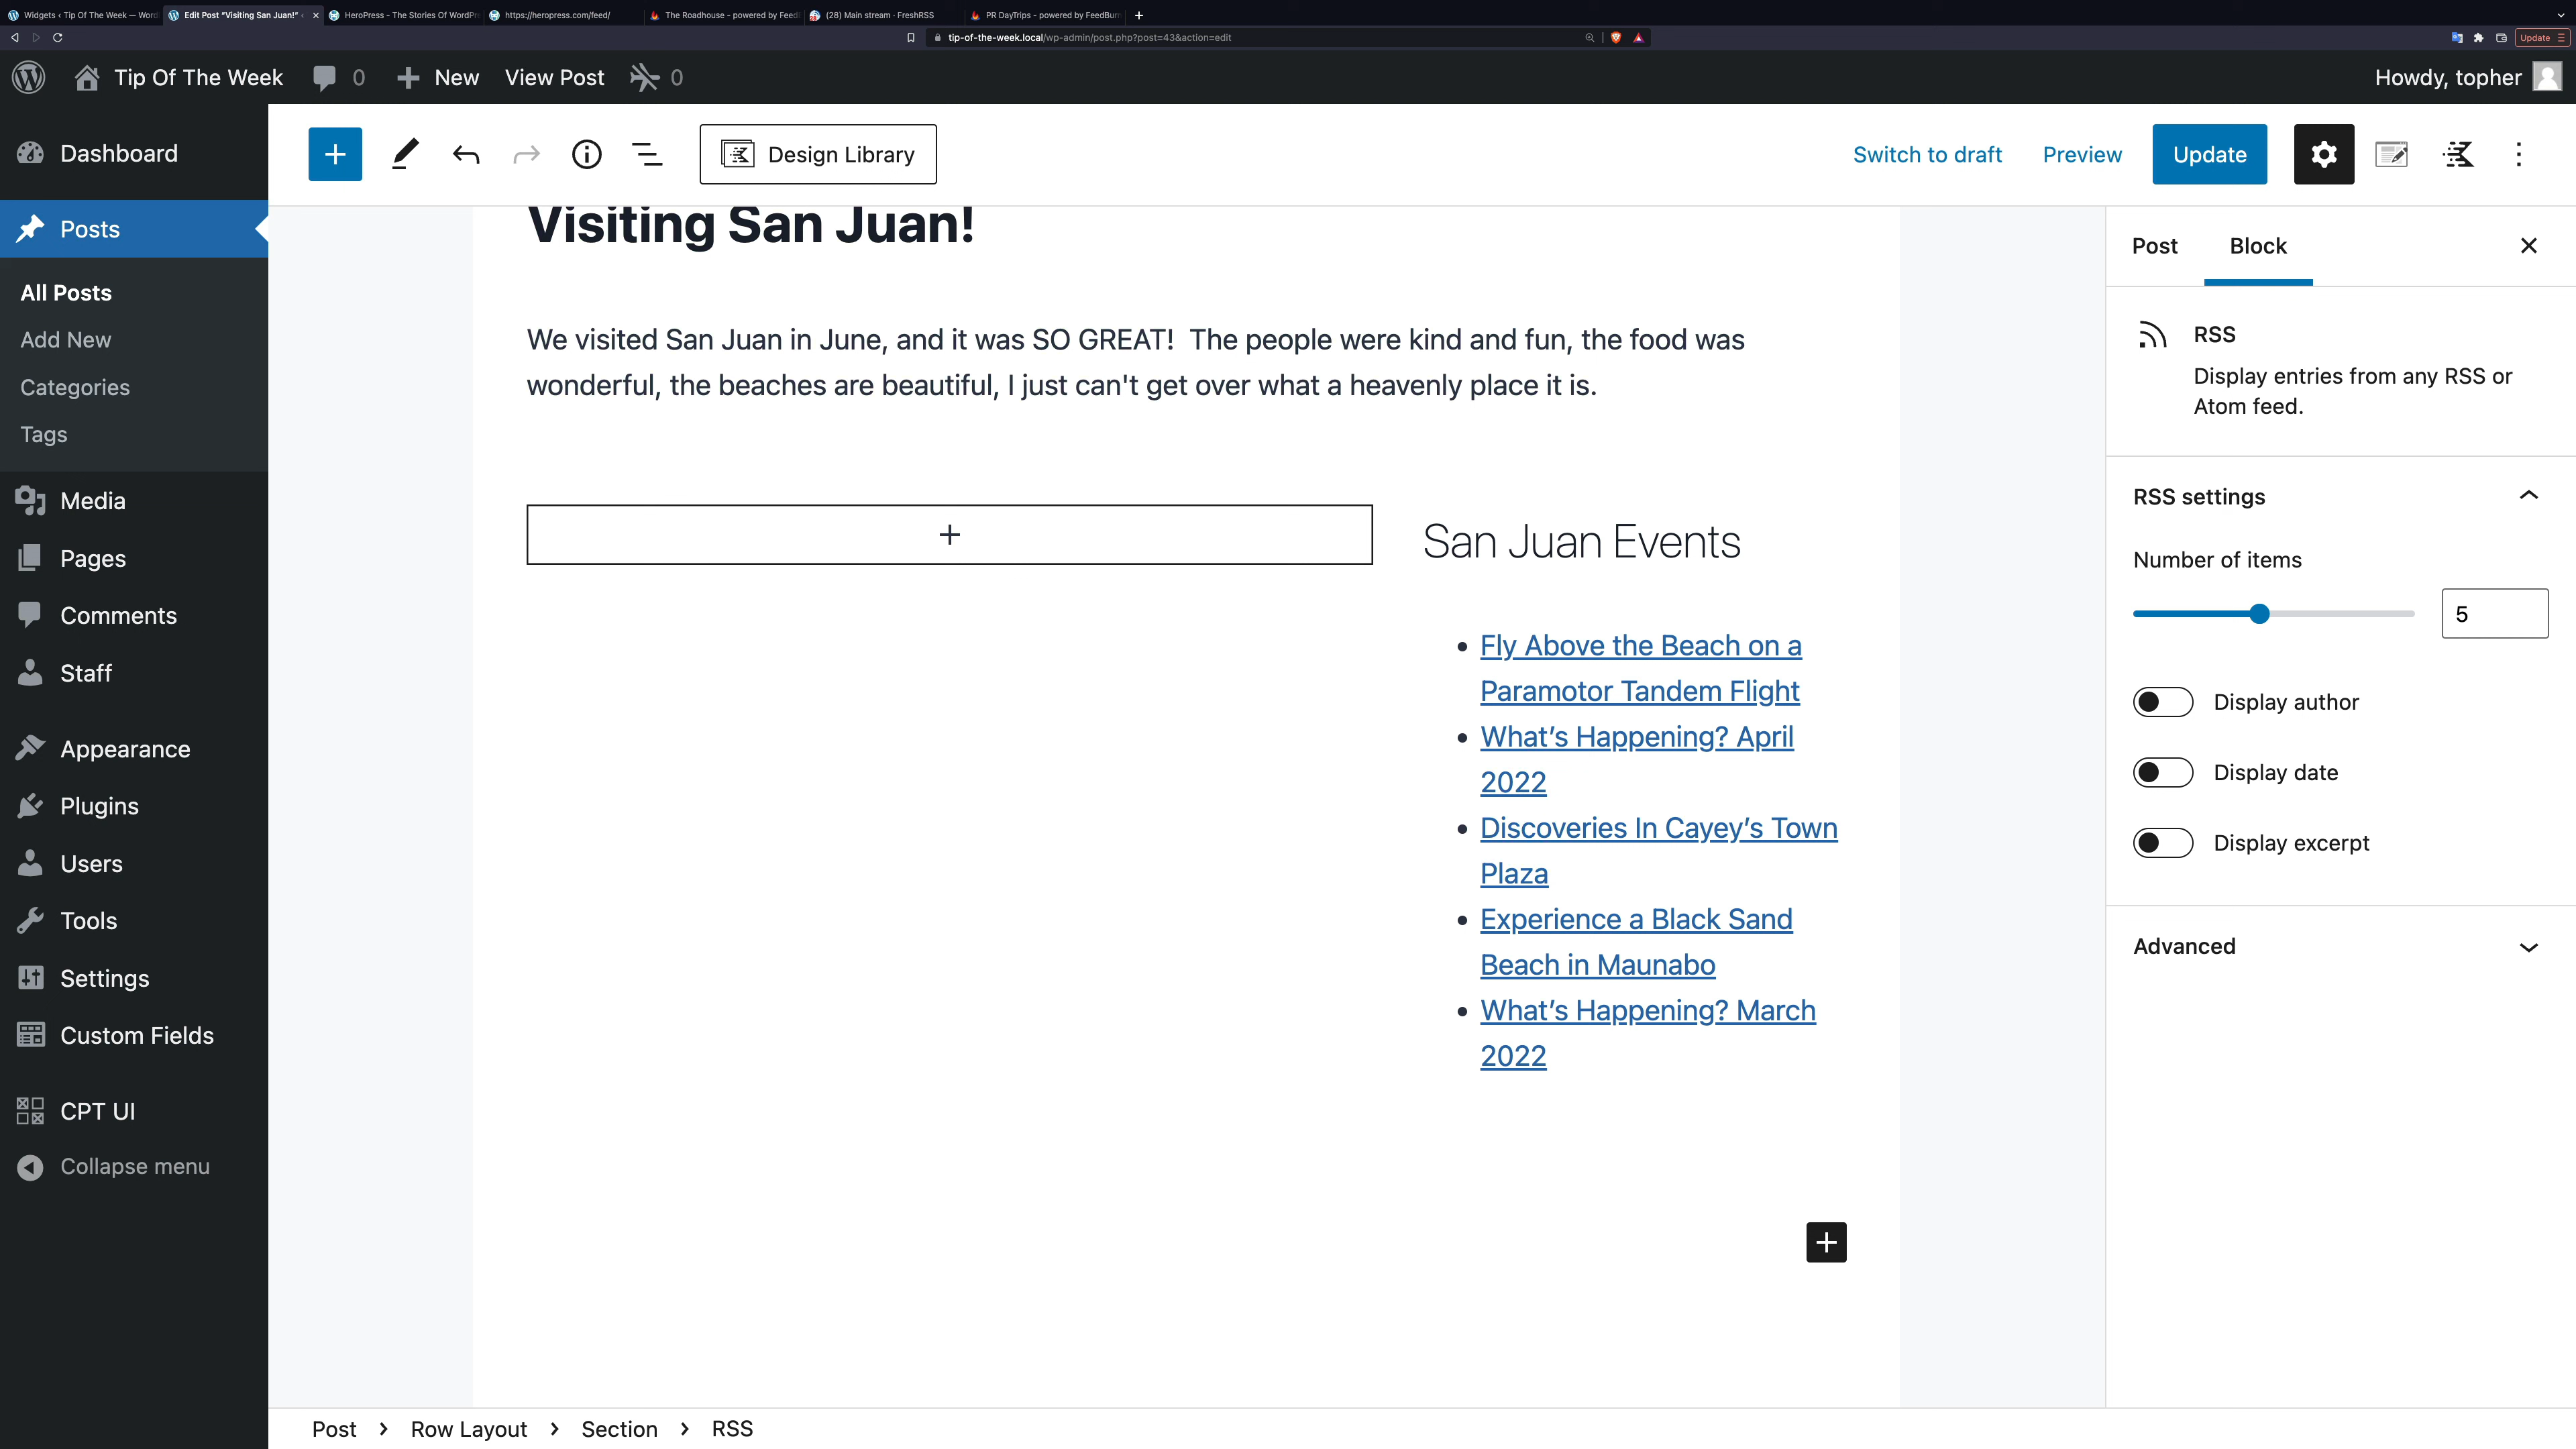 Widgets ‹ Tip Of The Week — Word
Edit Post "Visiting San Juan!" ‹
HeroPress - The Stories Of WordPr
https://heropress.com/feed/
The Roadhouse - powered by Feed
(28) Main stream · FreshRSS
PR DayTrips - powered by FeedBurn
tip-of-the-week.local/wp-admin/post.php?post=43&action=edit
Update
Tip Of The Week
0
New
View Post
0
Howdy, topher
Dashboard
Posts
All Posts
Add New
Categories
Tags
Media
Pages
Comments
Staff
Appearance
Plugins
Users
Tools
Settings
Custom Fields
CPT UI
Collapse menu
Design Library
Switch to draft
Preview
Update
Visiting San Juan!
We visited San Juan in June, and it was SO GREAT!  The people were kind and fun, the food was
wonderful, the beaches are beautiful, I just can't get over what a heavenly place it is.
San Juan Events
Fly Above the Beach on a
Paramotor Tandem Flight
What’s Happening? April
2022
Discoveries In Cayey’s Town
Plaza
Experience a Black Sand
Beach in Maunabo
What’s Happening? March
2022
Post
Block
RSS
Display entries from any RSS or
Atom feed.
RSS settings
Number of items
5
Display author
Display date
Display excerpt
Advanced
Post
Row Layout
Section
RSS